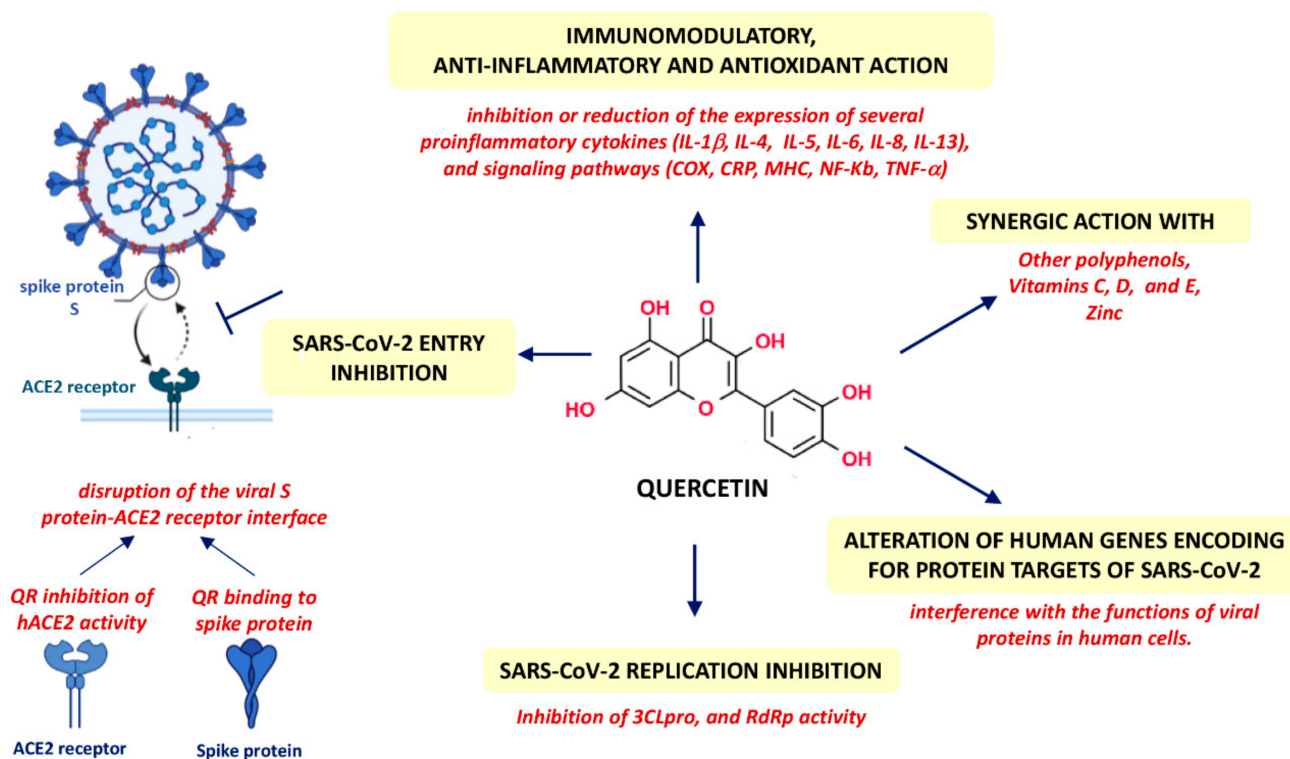 IMMUNOMODULATORY,
ANTI-INFLAMMATORY AND ANTIOXIDANT ACTION
inhibition or reduction of the expression of several
proinflammatory cytokines (IL-1β, IL-4, IL-5, IL-6, IL-8, IL-13),
and signaling pathways (COX, CRP, MHC, NF-Kb, TNF-α)
SYNERGIC ACTION WITH
Other polyphenols,
Vitamins C, D, and E,
Zinc
spike protein
S
ACE2 receptor
SARS-CoV-2 ENTRY
INHIBITION
OH
O
OH
HO
O
OH
OH
QUERCETIN
disruption of the viral S
protein-ACE2 receptor interface
QR inhibition of
hACE2 activity
QR binding to
spike protein
ACE2 receptor
Spike protein
ALTERATION OF HUMAN GENES ENCODING
FOR PROTEIN TARGETS OF SARS-CoV-2
interference with the functions of viral
proteins in human cells.
SARS-CoV-2 REPLICATION INHIBITION
Inhibition of 3CLpro, and RdRp activity